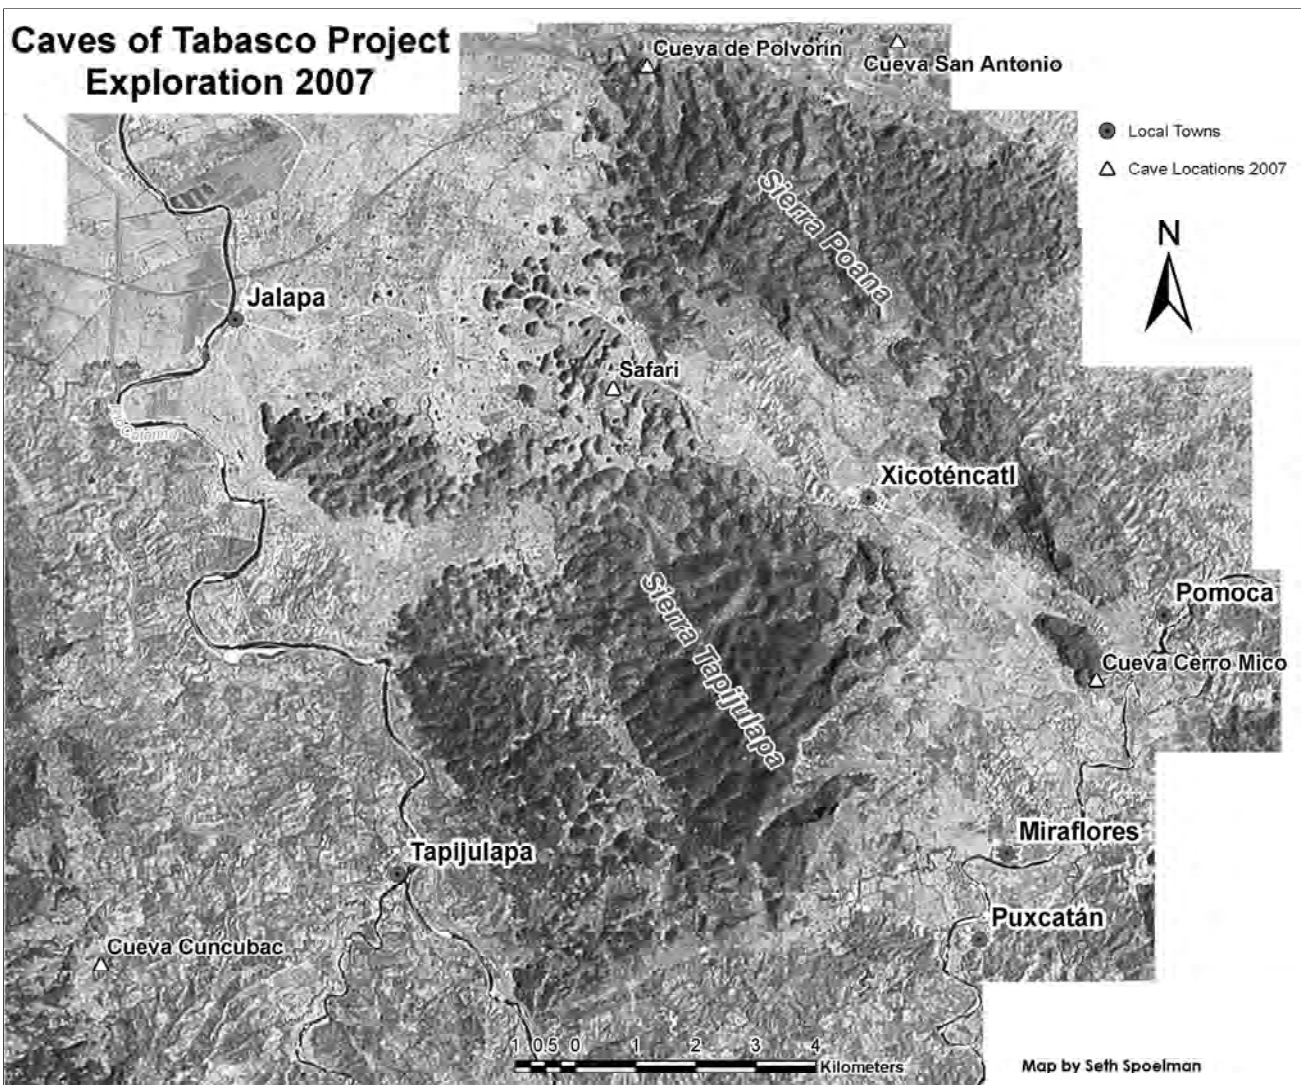 Caves of Tabasco Project
Exploration 2007
Cueva de Polvorín
Cueva San Antonio
Local Towns
Cave Locations 2007
N
Sierra Poana
Jalapa
Safari
Xicoténcatl
Sierra Tapijulapa
Pomoca
Cueva Cerro Mico
Miraflores
Tapijulapa
Puxcatán
Cueva Cuncubac
1 0.5 0 1 2 3 4
Kilometers
Map by Seth Spoelman